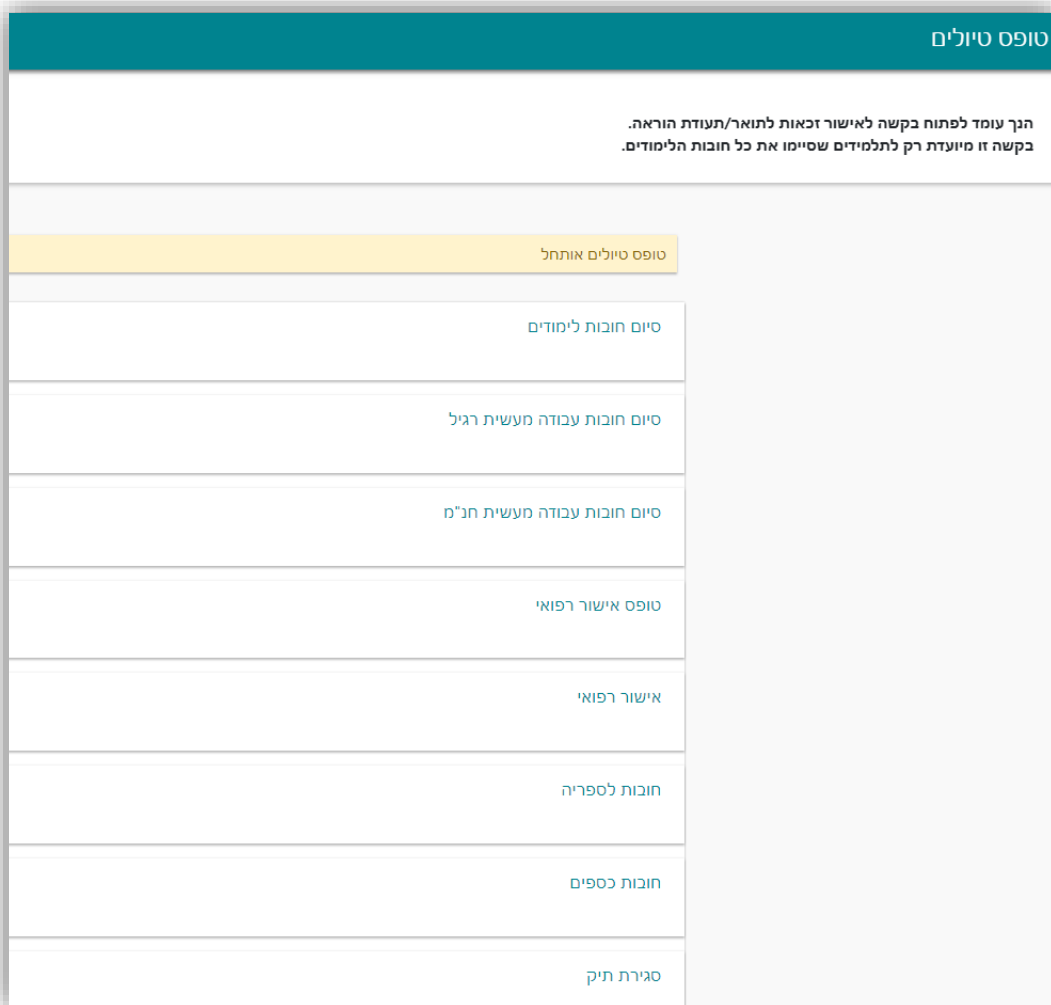 טופס טיולים
הנך עומד לפתוח בקשה לאישור זכאות לתואר/תעודת הוראה.
בקשה זו מיועדת רק לתלמידים שסיימו את כל חובות הלימודים.
טופס טיולים אותחל
סיום חובות לימודים
סיום חובות עבודה מעשית רגיל
סיום חובות עבודה מעשית חנ"מ
טופס אישור רפואי
אישור רפואי
חובות לספריה
חובות כספים
סגירת תיק